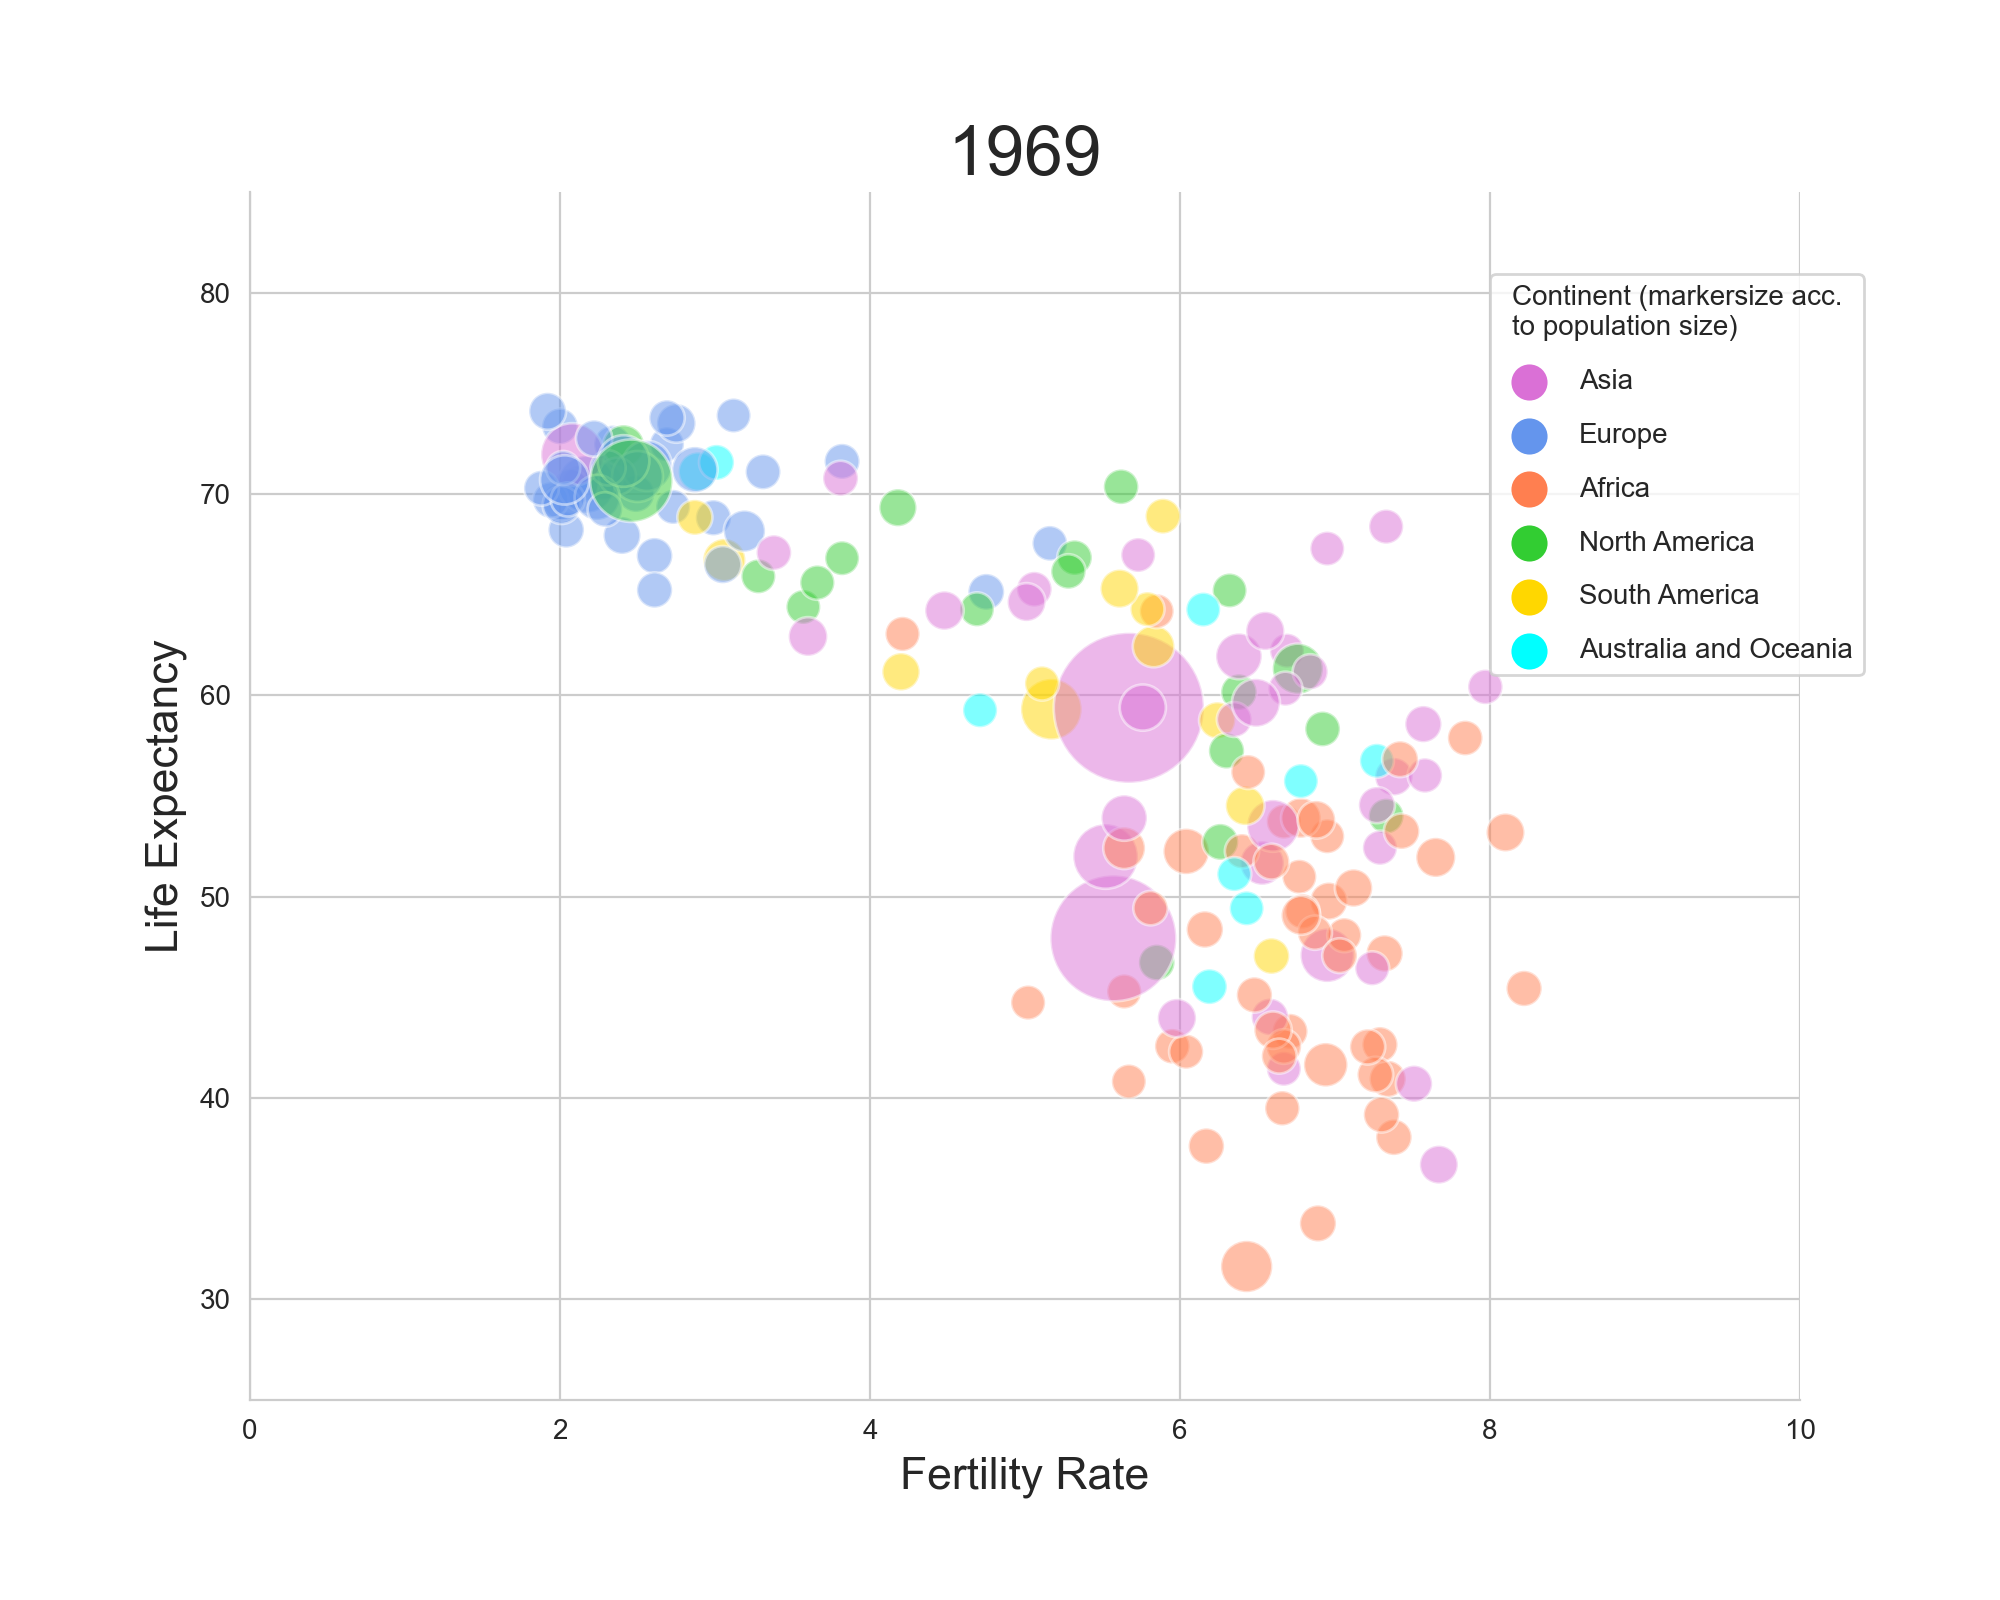 1969
Life Expectancy
80
70
60
50
40
30
0
2
4
6
8
10
Fertility Rate
Continent (markersize acc.
to population size)
Asia
Europe
Africa
North America
South America
Australia and Oceania